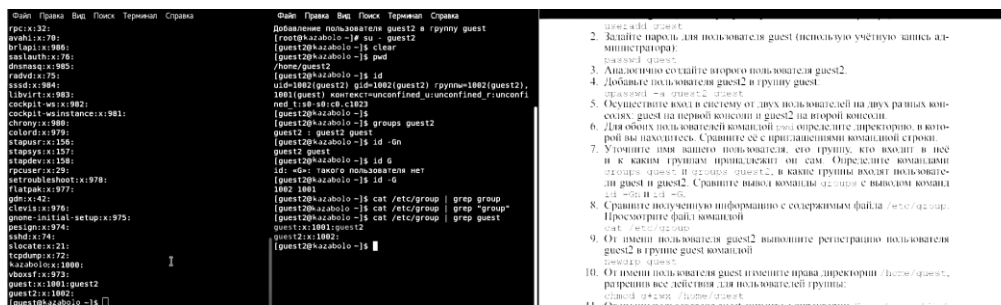 Файл Правка Вид Поиск Терминал Справка
rpc:x:32:
avahi:x:70:
brlapi:x:986:
saslauth:x:76:
dnsmasq:x:985:
radvd:x:75:
sssd:x:984:
libvirt:x:983:
cockpit-ws:x:982:
cockpit-wsinstance:x:981:
chrony:x:980:
colord:x:979:
stapusr:x:156:
stapsys:x:157:
stapdev:x:158:
rpcuser:x:29:
setroubleshoot:x:978:
flatpak:x:977:
gdm:x:42:
clevis:x:976:
gnome-initial-setup:x:975:
pesign:x:974:
sshd:x:74:
slocate:x:21:
tcpdump:x:72:
kazabolo:x:1000:
vboxsf:x:973:
guest:x:1001:guest2
guest2:x:1002:
[guest@kazabolo ~]$
Файл Правка Вид Поиск Терминал Справка
Добавление пользователя guest2 в группу guest
[root@kazabolo ~]# su - guest2
[guest2@kazabolo ~]$ clear
[guest2@kazabolo ~]$ pwd
/home/guest2
[guest2@kazabolo ~]$ id
uid=1002(guest2) gid=1002(guest2) группы=1002(guest2),
1001(guest) контекст=unconfined_u:unconfined_r:unconfi
ned_t:s0-s0:c0.c1023
[guest2@kazabolo ~]$
[guest2@kazabolo ~]$ groups guest2
guest2 : guest2 guest
[guest2@kazabolo ~]$ id -Gn
guest2 guest
[guest2@kazabolo ~]$ id G
id: «G»: такого пользователя нет
[guest2@kazabolo ~]$ id -G
1002 1001
[guest2@kazabolo ~]$ cat /etc/group | grep group
[guest2@kazabolo ~]$ cat /etc/group | grep "group"
[guest2@kazabolo ~]$ cat /etc/group | grep guest
guest:x:1001:guest2
guest2:x:1002:
[guest2@kazabolo ~]$
useradd guest
2. Задайте пароль для пользователя guest (использую учётную запись ад-
министратора):
passwd guest
3. Аналогично создайте второго пользователя guest2.
4. Добавьте пользователя guest2 в группу guest:
gpasswd -a guest2 guest
5. Осуществите вход в систему от двух пользователей на двух разных кон-
солях: guest на первой консоли и guest2 на второй консоли.
6. Для обоих пользователей командой pwd определите директорию, в кото-
рой вы находитесь. Сравните её с приглашениями командной строки.
7. Уточните имя вашего пользователя, его группу, кто входит в неё
и к каким группам принадлежит он сам. Определите командами
groups guest и groups guest2, в какие группы входят пользовате-
ли guest и guest2. Сравните вывод команды groups с выводом команд
id -Gn и id -G.
8. Сравните полученную информацию с содержимым файла /etc/group.
Просмотрите файл командой
cat /etc/group
9. От имени пользователя guest2 выполните регистрацию пользователя
guest2 в группе guest командой
newgrp guest
10. От имени пользователя guest измените права директории /home/guest,
разрешив все действия для пользователей группы:
chmod g+rwx /home/guest